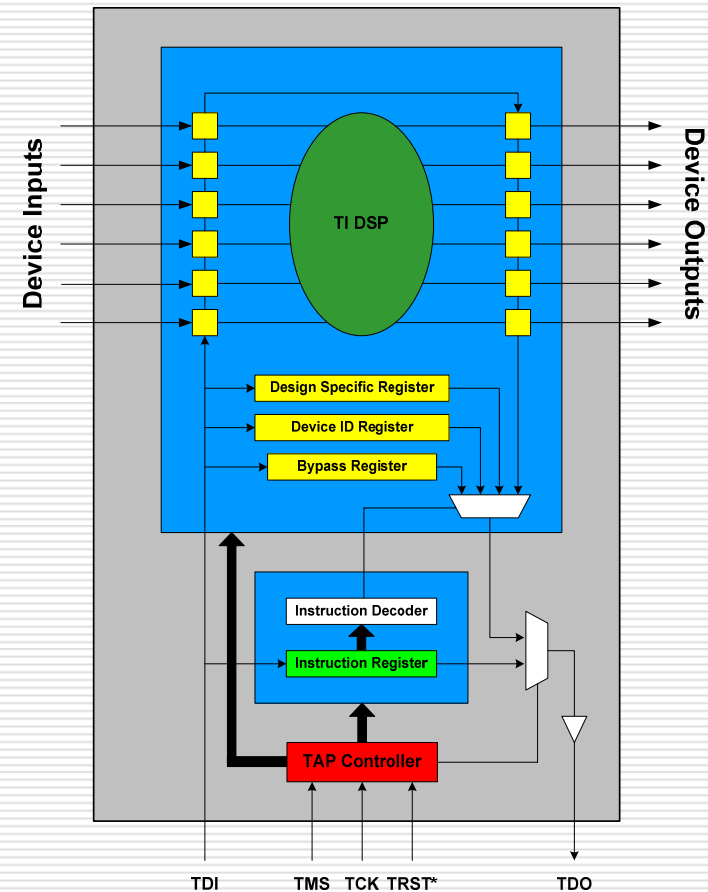 Device Inputs
Device Outputs
TI DSP
Design Specific Register
Device ID Register
Bypass Register
Instruction Decoder
Instruction Register
TAP Controller
TDI
TMS
TCK
TRST*
TDO